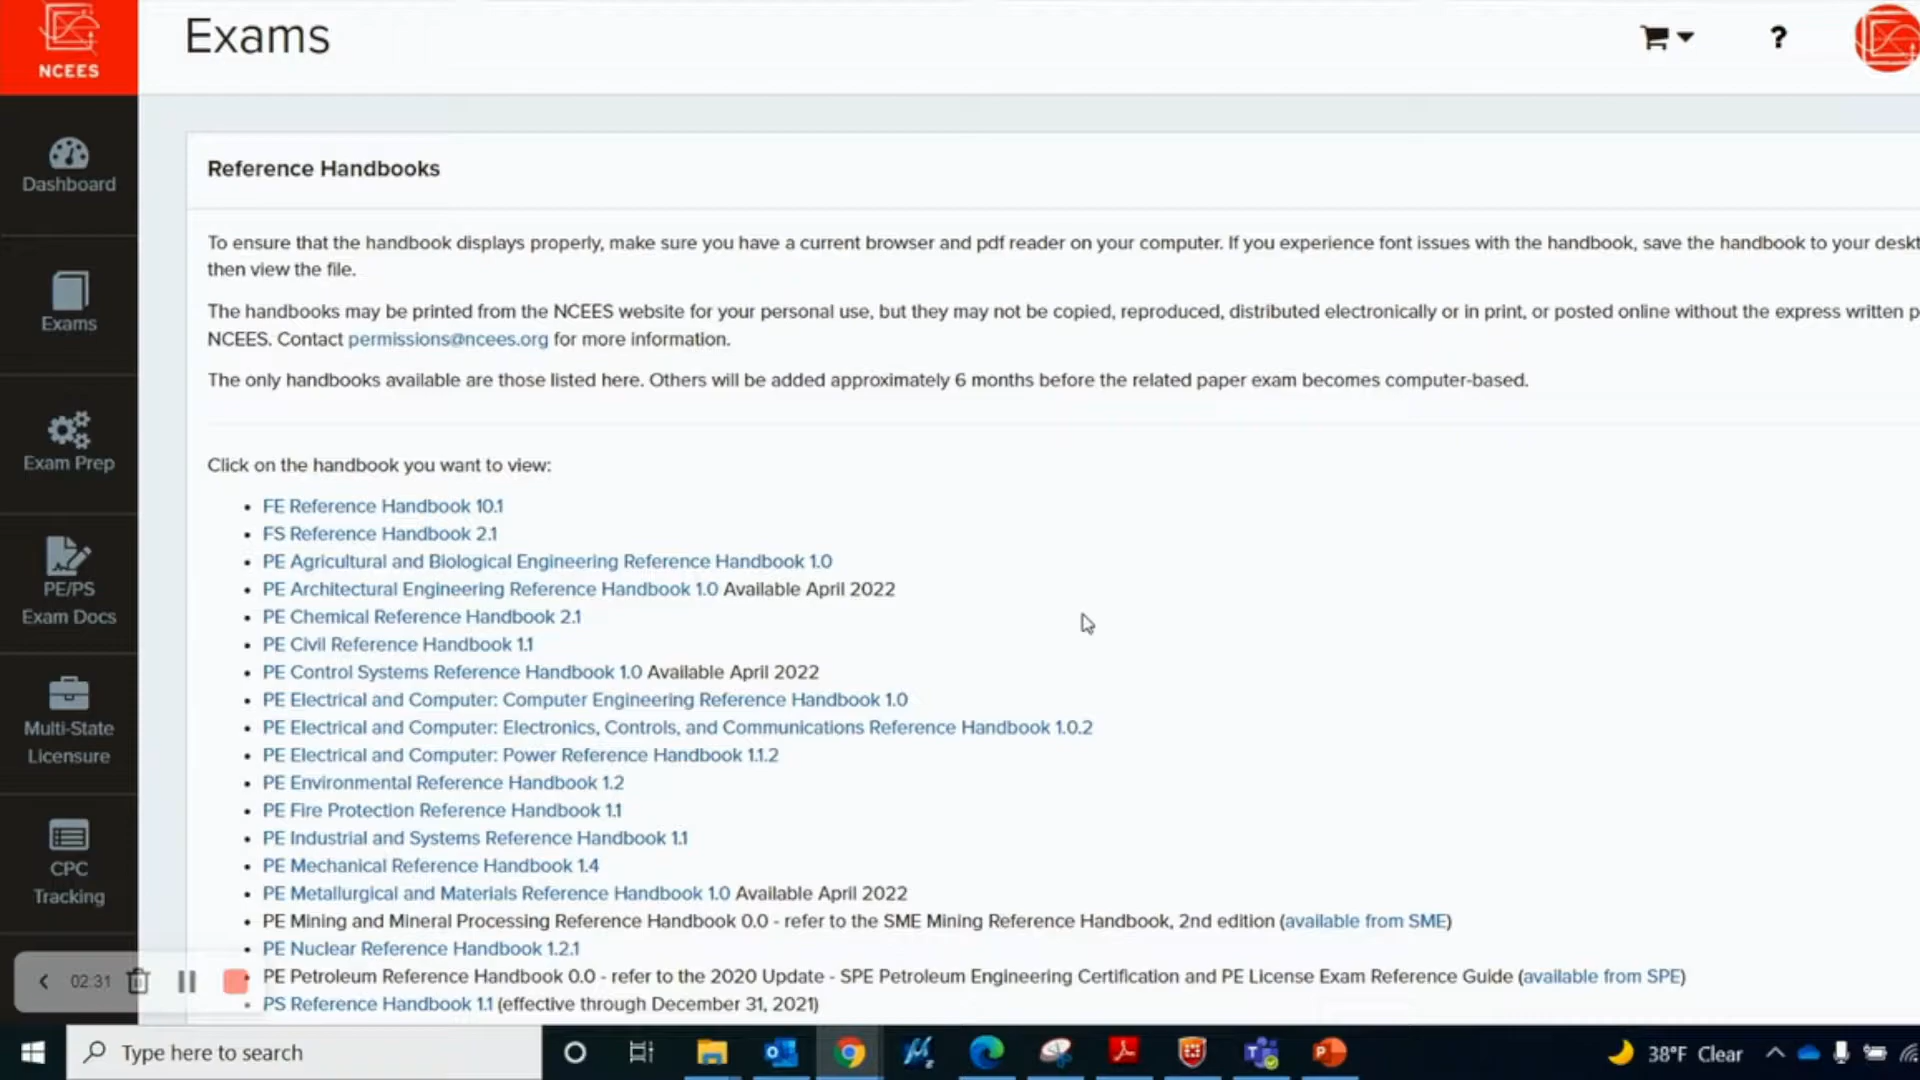 NCEES
Exams
?
Dashboard
Exams
Exam Prep
PE/PS
Exam Docs
Multi-State
Licensure
CPC
Tracking
Reference Handbooks
To ensure that the handbook displays properly, make sure you have a current browser and pdf reader on your computer. If you experience font issues with the handbook, save the handbook to your deskt
then view the file.
The handbooks may be printed from the NCEES website for your personal use, but they may not be copied, reproduced, distributed electronically or in print, or posted online without the express written p
NCEES. Contact permissions@ncees.org for more information.
The only handbooks available are those listed here. Others will be added approximately 6 months before the related paper exam becomes computer-based.
Click on the handbook you want to view:
• FE Reference Handbook 10.1
• FS Reference Handbook 2.1
• PE Agricultural and Biological Engineering Reference Handbook 1.0
• PE Architectural Engineering Reference Handbook 1.0 Available April 2022
• PE Chemical Reference Handbook 2.1
• PE Civil Reference Handbook 1.1
• PE Control Systems Reference Handbook 1.0 Available April 2022
• PE Electrical and Computer: Computer Engineering Reference Handbook 1.0
• PE Electrical and Computer: Electronics, Controls, and Communications Reference Handbook 1.0.2
• PE Electrical and Computer: Power Reference Handbook 1.1.2
• PE Environmental Reference Handbook 1.2
• PE Fire Protection Reference Handbook 1.1
• PE Industrial and Systems Reference Handbook 1.1
• PE Mechanical Reference Handbook 1.4
• PE Metallurgical and Materials Reference Handbook 1.0 Available April 2022
• PE Mining and Mineral Processing Reference Handbook 0.0 - refer to the SME Mining Reference Handbook, 2nd edition (available from SME)
• PE Nuclear Reference Handbook 1.2.1
• PE Petroleum Reference Handbook 0.0 - refer to the 2020 Update - SPE Petroleum Engineering Certification and PE License Exam Reference Guide (available from SPE)
• PS Reference Handbook 1.1 (effective through December 31, 2021)
02:31
Type here to search
38°F Clear